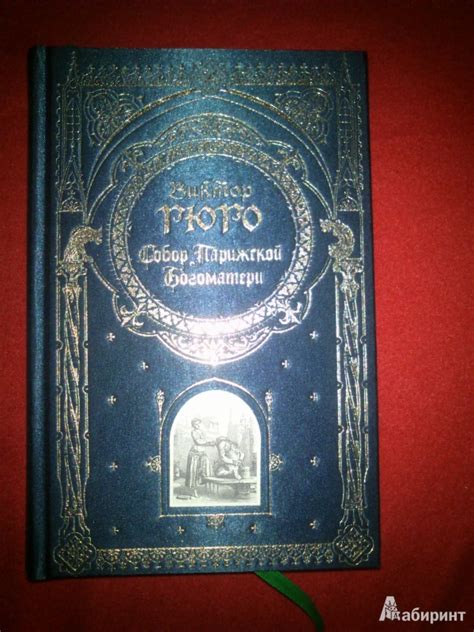 Виктор
ГЮГО
Собор Парижской
Богоматери
Лабиринт